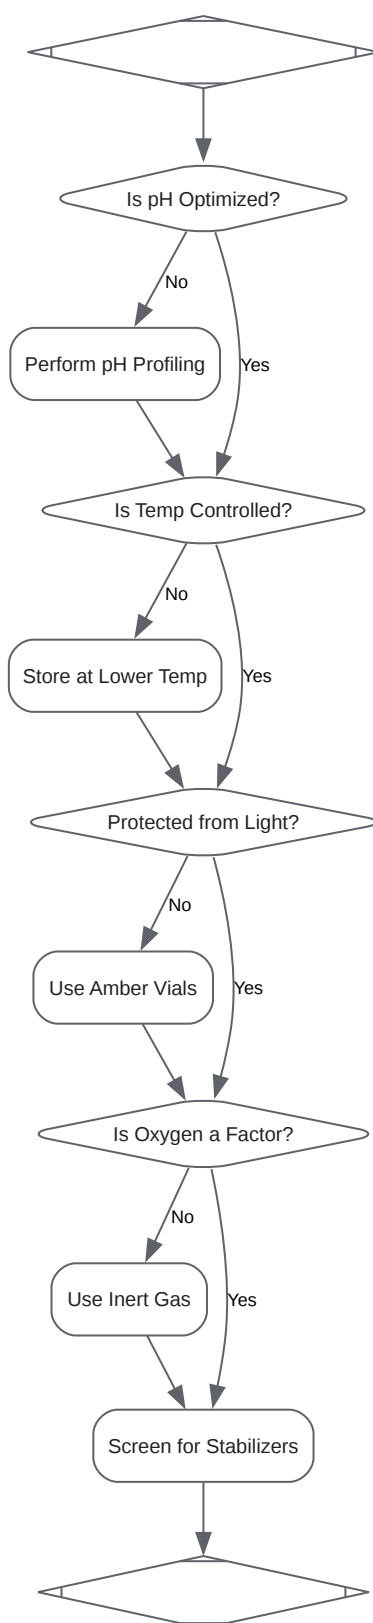 Is pH Optimized?
No
Perform pH Profiling
Yes
Is Temp Controlled?
No
Store at Lower Temp
Yes
Protected from Light?
No
Use Amber Vials
Yes
Is Oxygen a Factor?
No
Use Inert Gas
Yes
Screen for Stabilizers